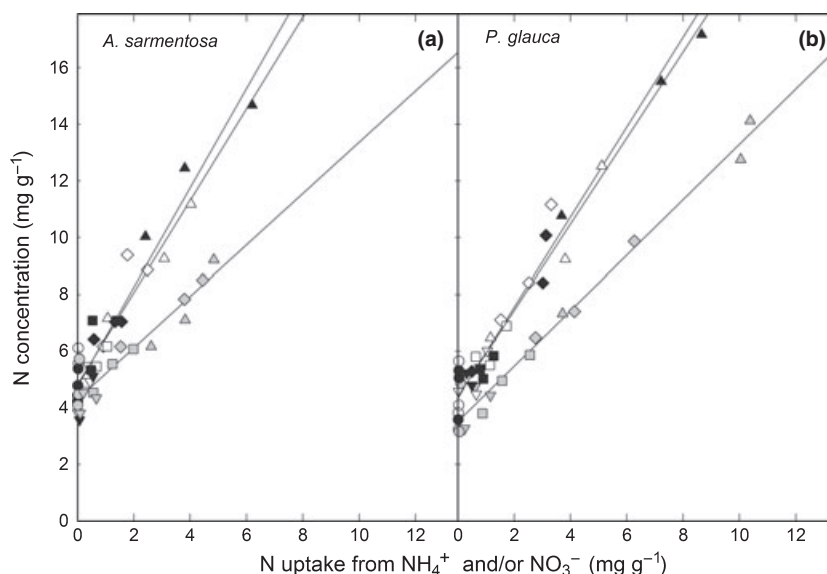 A. sarmentosa (a) P. glauca (b)
16
14
12
10
8
6
4
2
0
N concentration (mg g⁻¹)
0 2 4 6 8 10 12 0 2 4 6 8 10 12
N uptake from NH₄⁺ and/or NO₃⁻ (mg g⁻¹)